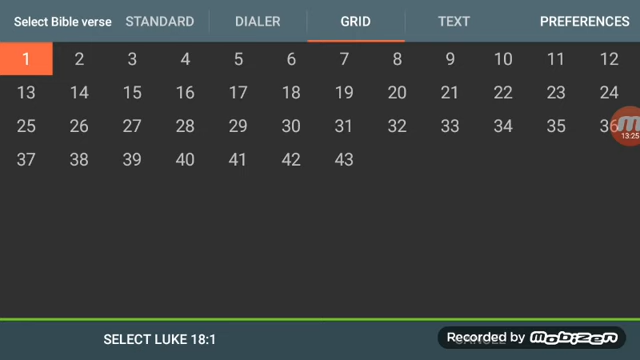 Select Bible verse STANDARD DIALER GRID TEXT PREFERENCES
1 2 3 4 5 6 7 8 9 10 11 12
13 14 15 16 17 18 19 20 21 22 23 24
25 26 27 28 29 30 31 32 33 34 35 36
13:25
37 38 39 40 41 42 43
SELECT LUKE 18:1 CANCEL
Recorded by mobizen